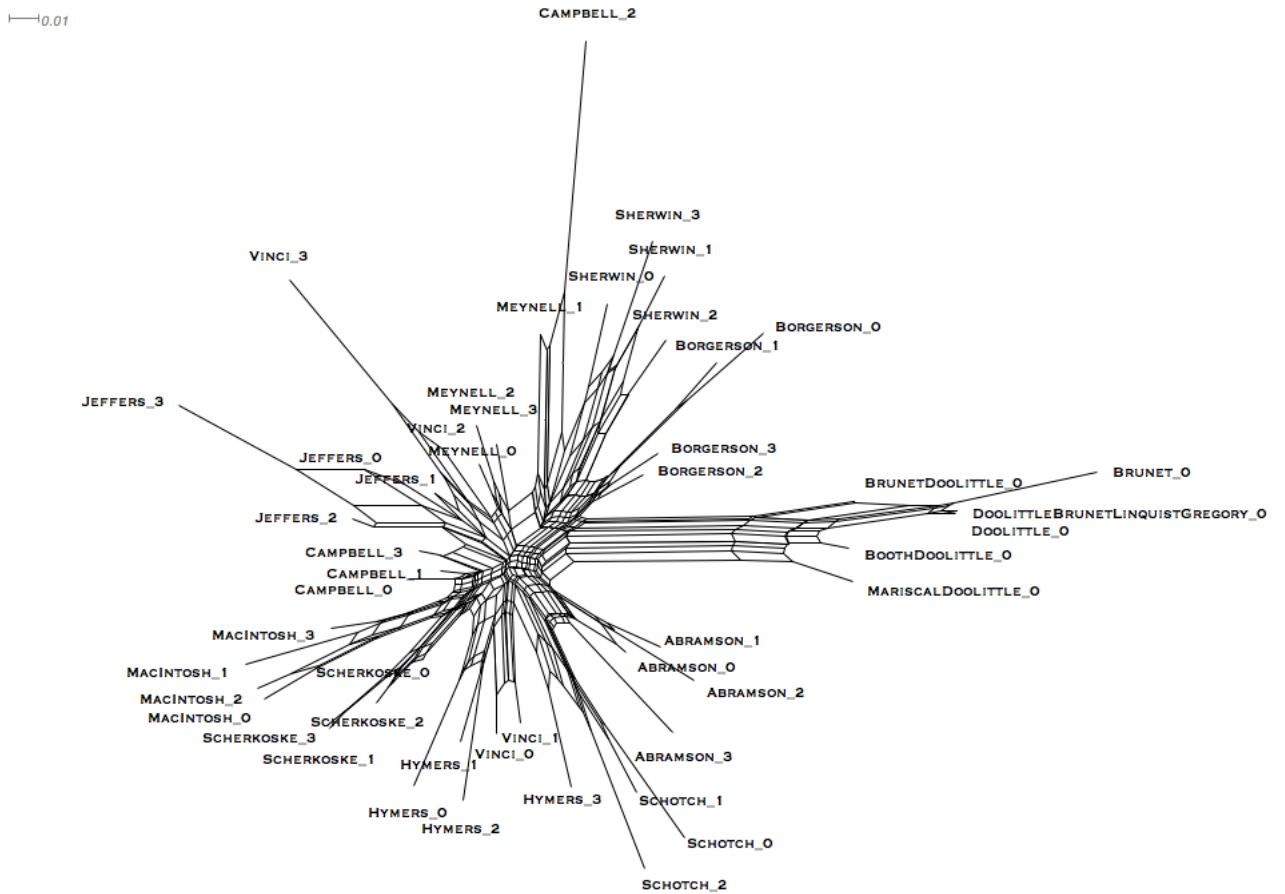 0.01
CAMPBELL_2
SHERWIN_3
SHERWIN_1
VINCI_3
SHERWIN_0
MEYNELL_1
SHERWIN_2
BORGERSON_0
BORGERSON_1
MEYNELL_2
JEFFERS_3
MEYNELL_3
VINCI_2
MEYNELL_0
BORGERSON_3
JEFFERS_0
BORGERSON_2
BRUNET_0
JEFFERS_1
BRUNETDOOLITTLE_0
DOOLITTLEBRUNETLINQUISTGREGORY_0
JEFFERS_2
DOOLITTLE_0
CAMPBELL_3
BOOTHDOOLITTLE_0
CAMPBELL_1
CAMPBELL_0
MARISCALDOOLITTLE_0
MACINTOSH_3
ABRAMSON_1
MACINTOSH_1
SCHERKOSKE_0
ABRAMSON_0
ABRAMSON_2
MACINTOSH_2
MACINTOSH_0
SCHERKOSKE_2
SCHERKOSKE_3
VINCI_1
VINCI_0
SCHERKOSKE_1
ABRAMSON_3
HYMERS_1
HYMERS_3
SCHOTCH_1
HYMERS_0
HYMERS_2
SCHOTCH_0
SCHOTCH_2